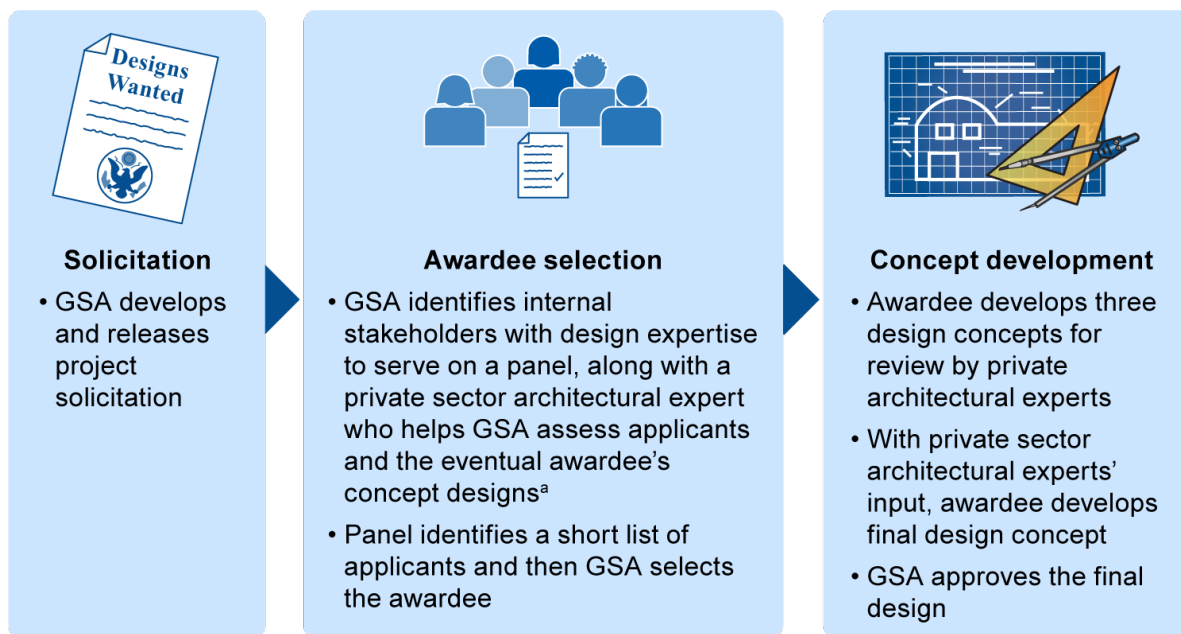 Designs
Wanted
Solicitation
• GSA develops
and releases
project
solicitation
Awardee selection
• GSA identifies internal
stakeholders with design expertise
to serve on a panel, along with a
private sector architectural expert
who helps GSA assess applicants
and the eventual awardee’s
concept designsᵃ
• Panel identifies a short list of
applicants and then GSA selects
the awardee
Concept development
• Awardee develops three
design concepts for
review by private
architectural experts
• With private sector
architectural experts’
input, awardee develops
final design concept
• GSA approves the final
design